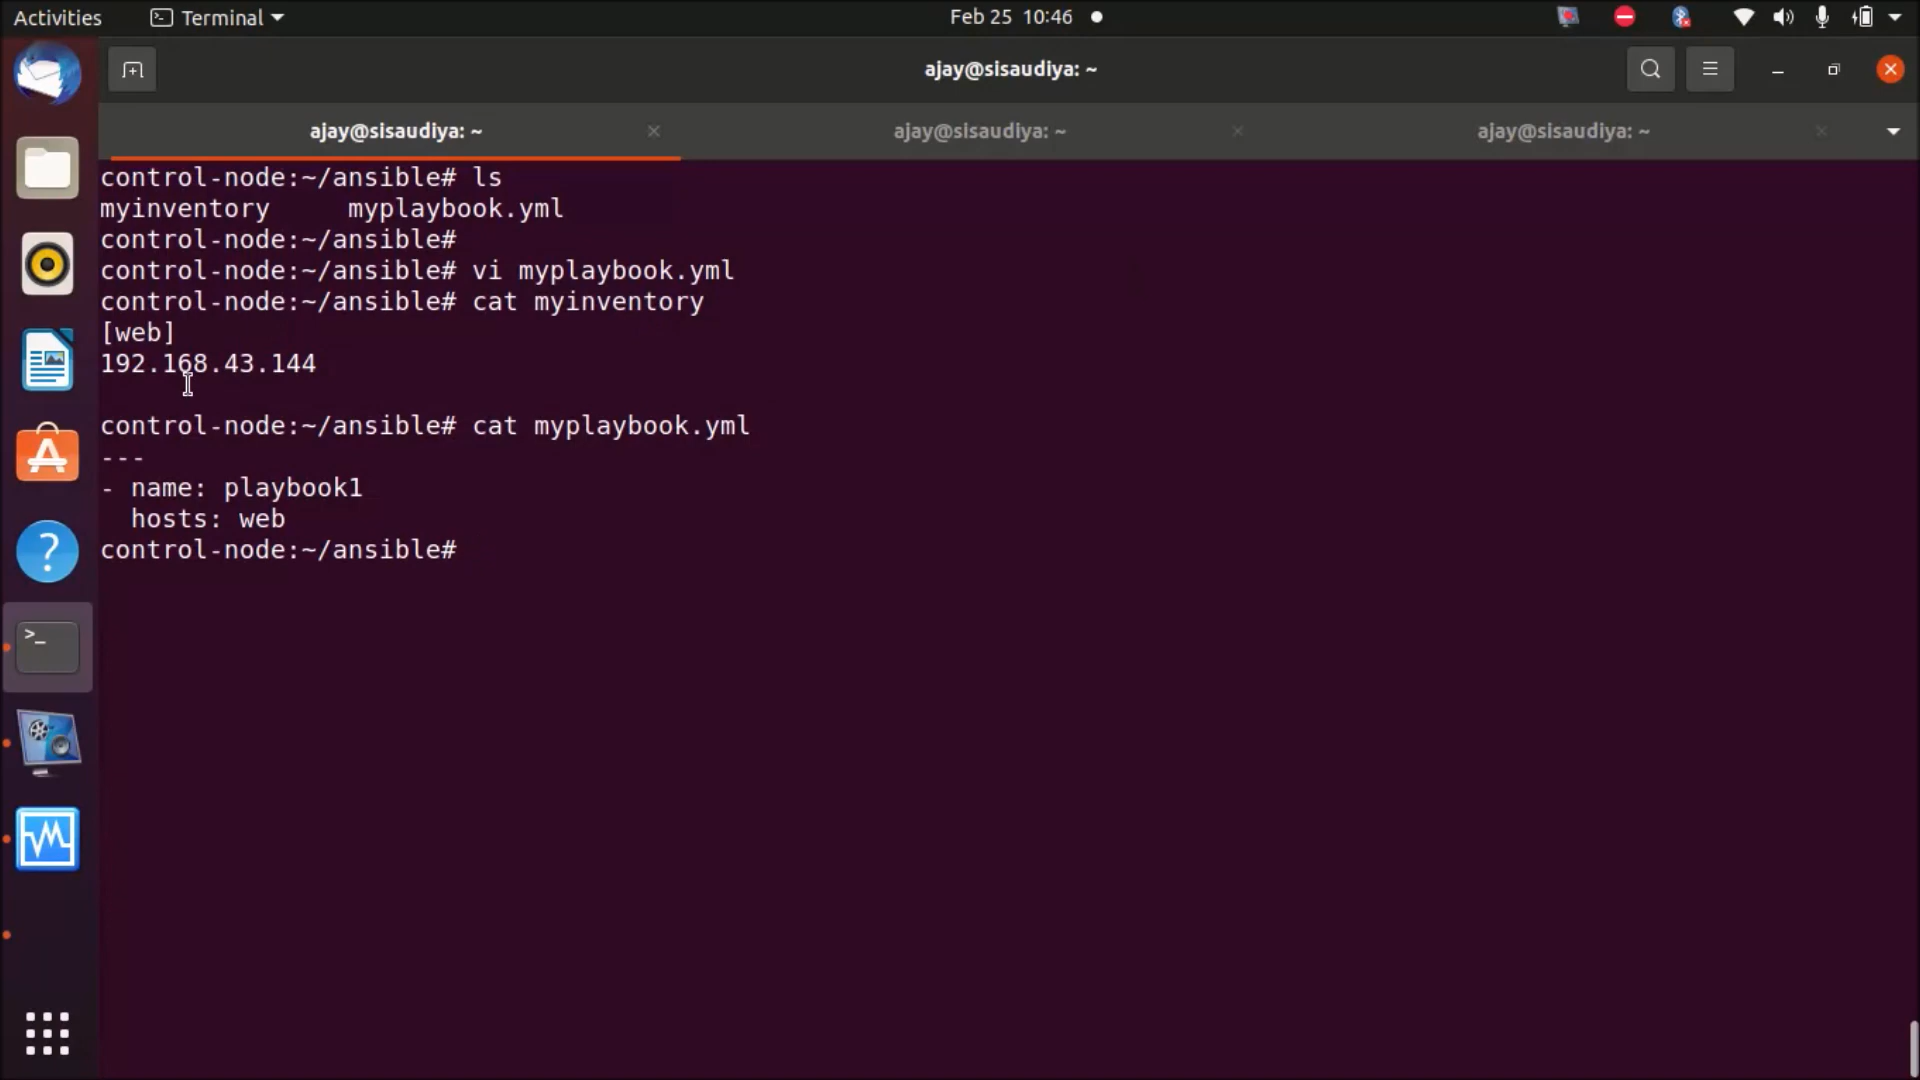 Activities
Terminal
Feb 25 10:46
ajay@sisaudiya: ~
ajay@sisaudiya: ~
ajay@sisaudiya: ~
ajay@sisaudiya: ~
control-node:~/ansible# ls
myinventory myplaybook.yml
control-node:~/ansible#
control-node:~/ansible# vi myplaybook.yml
control-node:~/ansible# cat myinventory
[web]
192.168.43.144
control-node:~/ansible# cat myplaybook.yml
---
- name: playbook1
hosts: web
control-node:~/ansible#